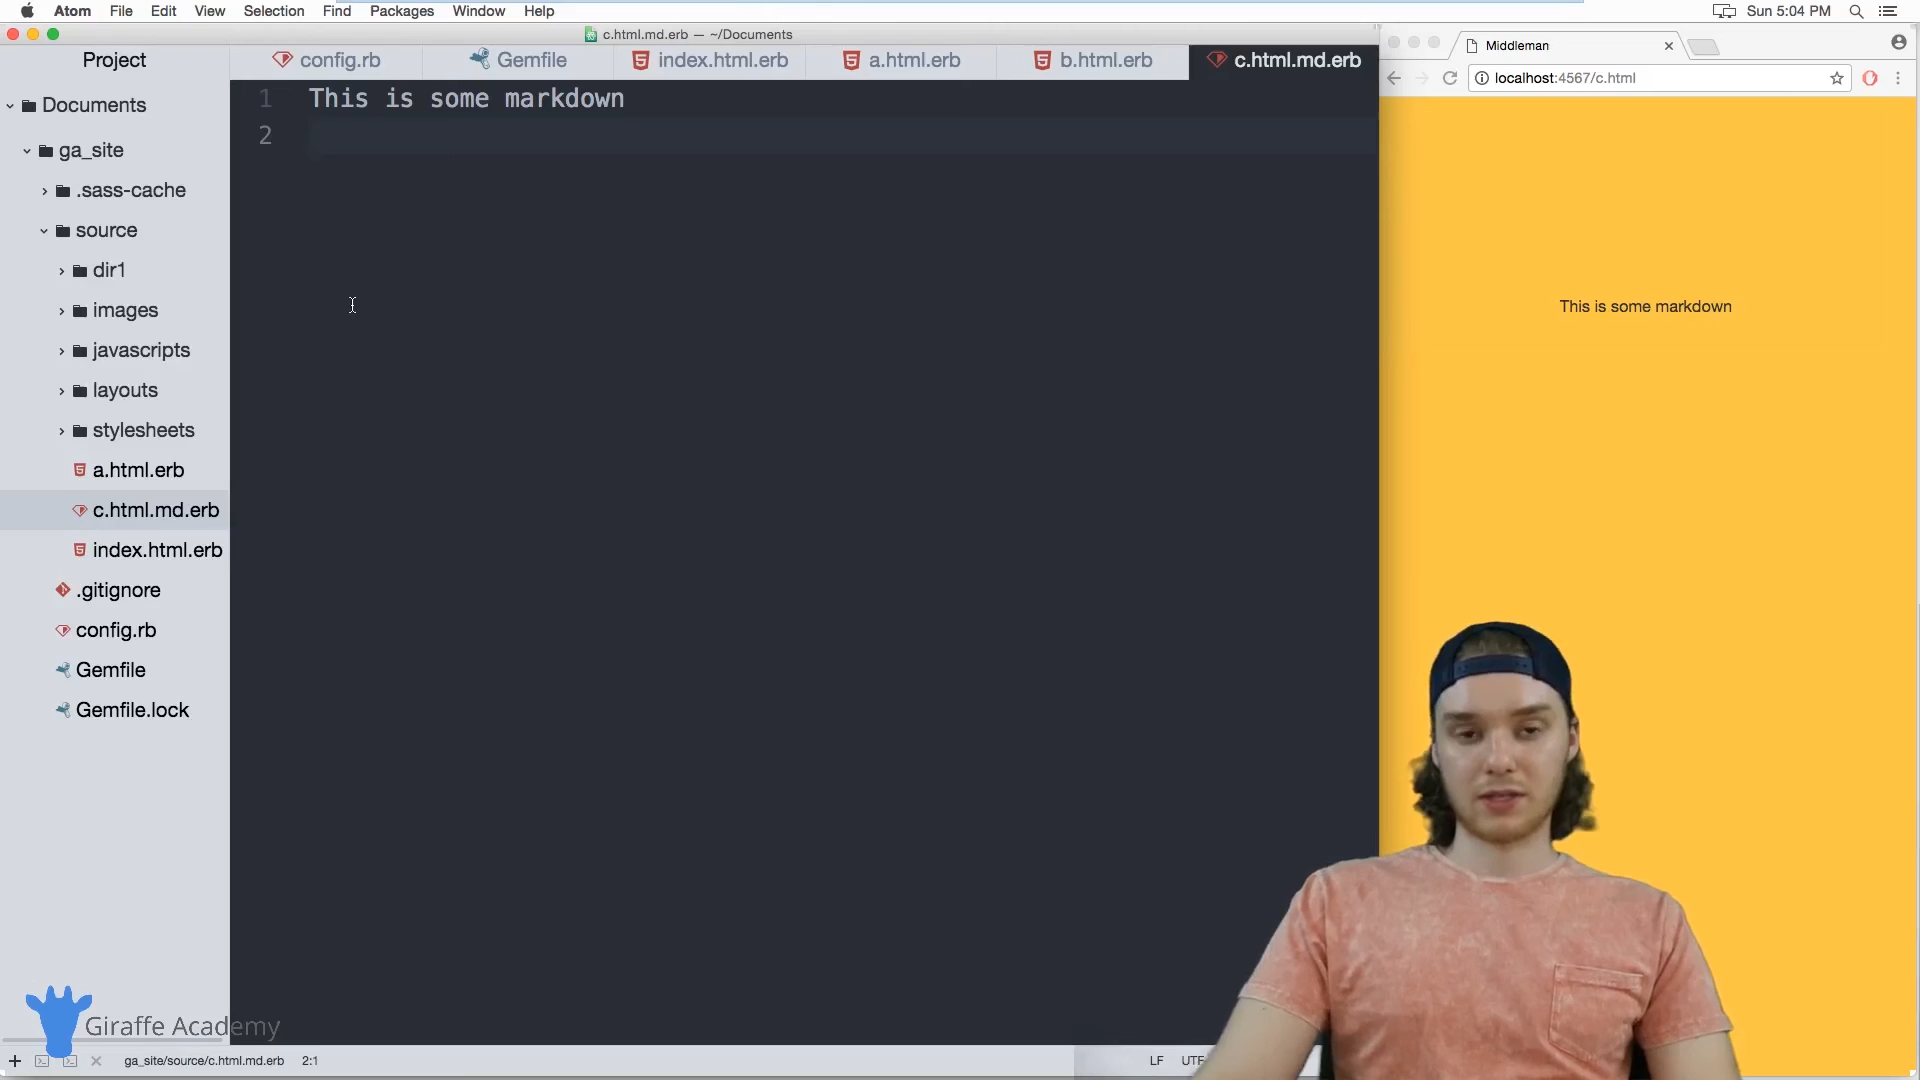 Atom File Edit View Selection Find Packages Window Help
Sun 5:04 PM
c.html.md.erb — ~/Documents
Project
config.rb
Gemfile
index.html.erb
a.html.erb
b.html.erb
c.html.md.erb
Middleman
localhost:4567/c.html
1 This is some markdown
2
Documents
ga_site
.sass-cache
source
dir1
images
javascripts
layouts
stylesheets
a.html.erb
c.html.md.erb
index.html.erb
.gitignore
config.rb
Gemfile
Gemfile.lock
This is some markdown
Giraffe Academy
ga_site/source/c.html.md.erb 2:1
LF UTF